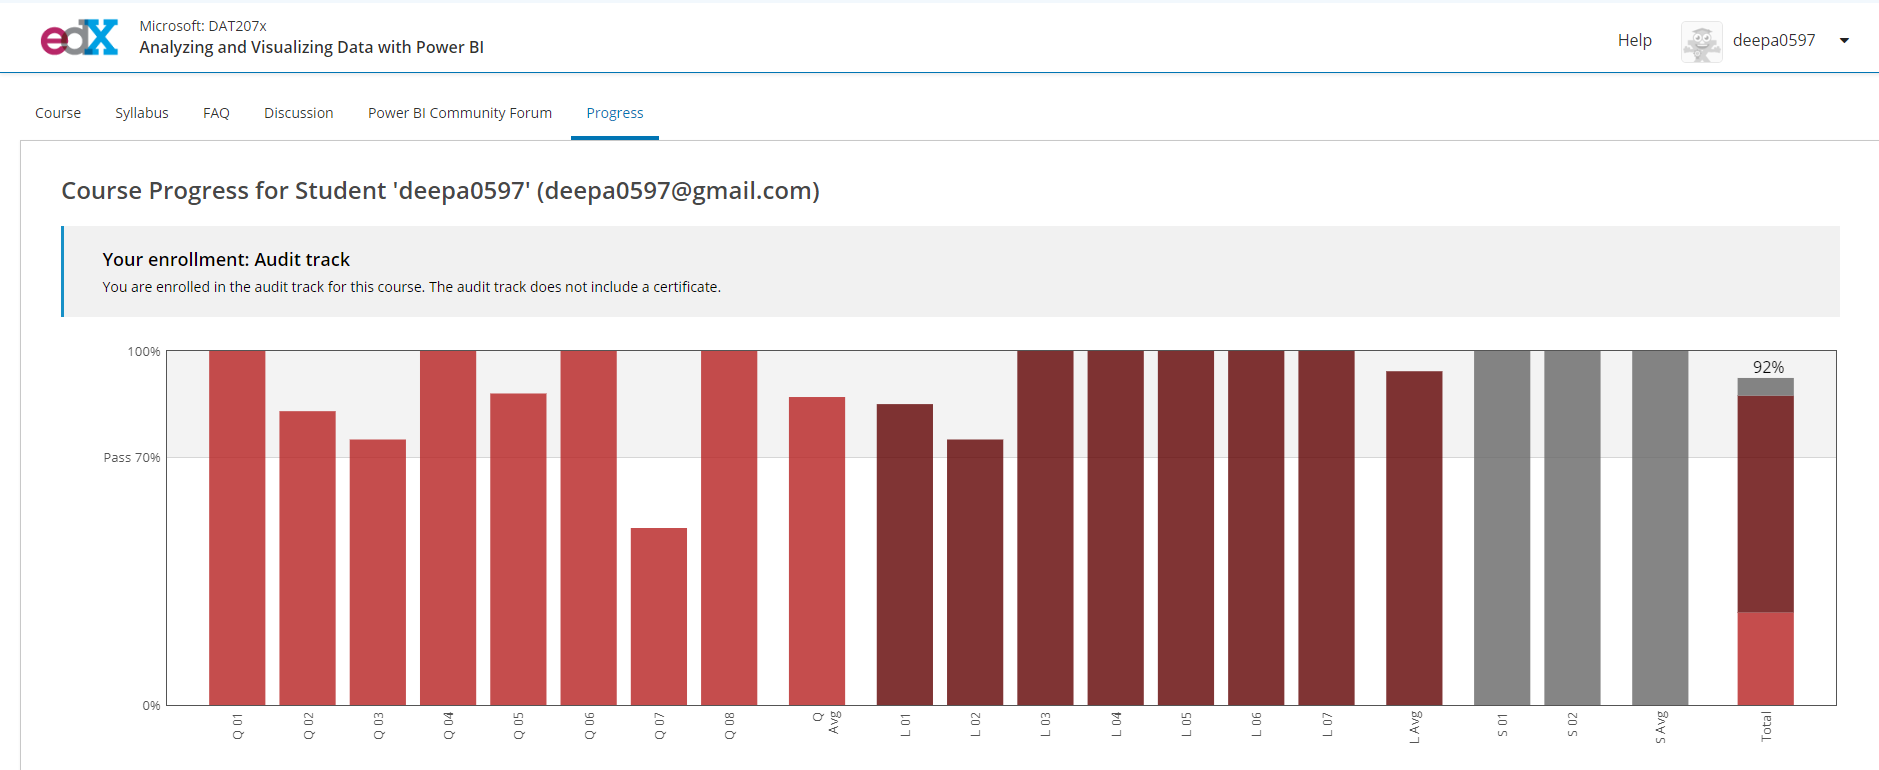 edX
Microsoft: DAT207x
Analyzing and Visualizing Data with Power BI
Help
deepa0597
Course
Syllabus
FAQ
Discussion
Power BI Community Forum
Progress
Course Progress for Student 'deepa0597' (deepa0597@gmail.com)
Your enrollment: Audit track
You are enrolled in the audit track for this course. The audit track does not include a certificate.
100%
Pass 70%
0%
92%
Q 01
Q 02
Q 03
Q 04
Q 05
Q 06
Q 07
Q 08
Q
Avg
L 01
L 02
L 03
L 04
L 05
L 06
L 07
L Avg
S 01
S 02
S Avg
Total